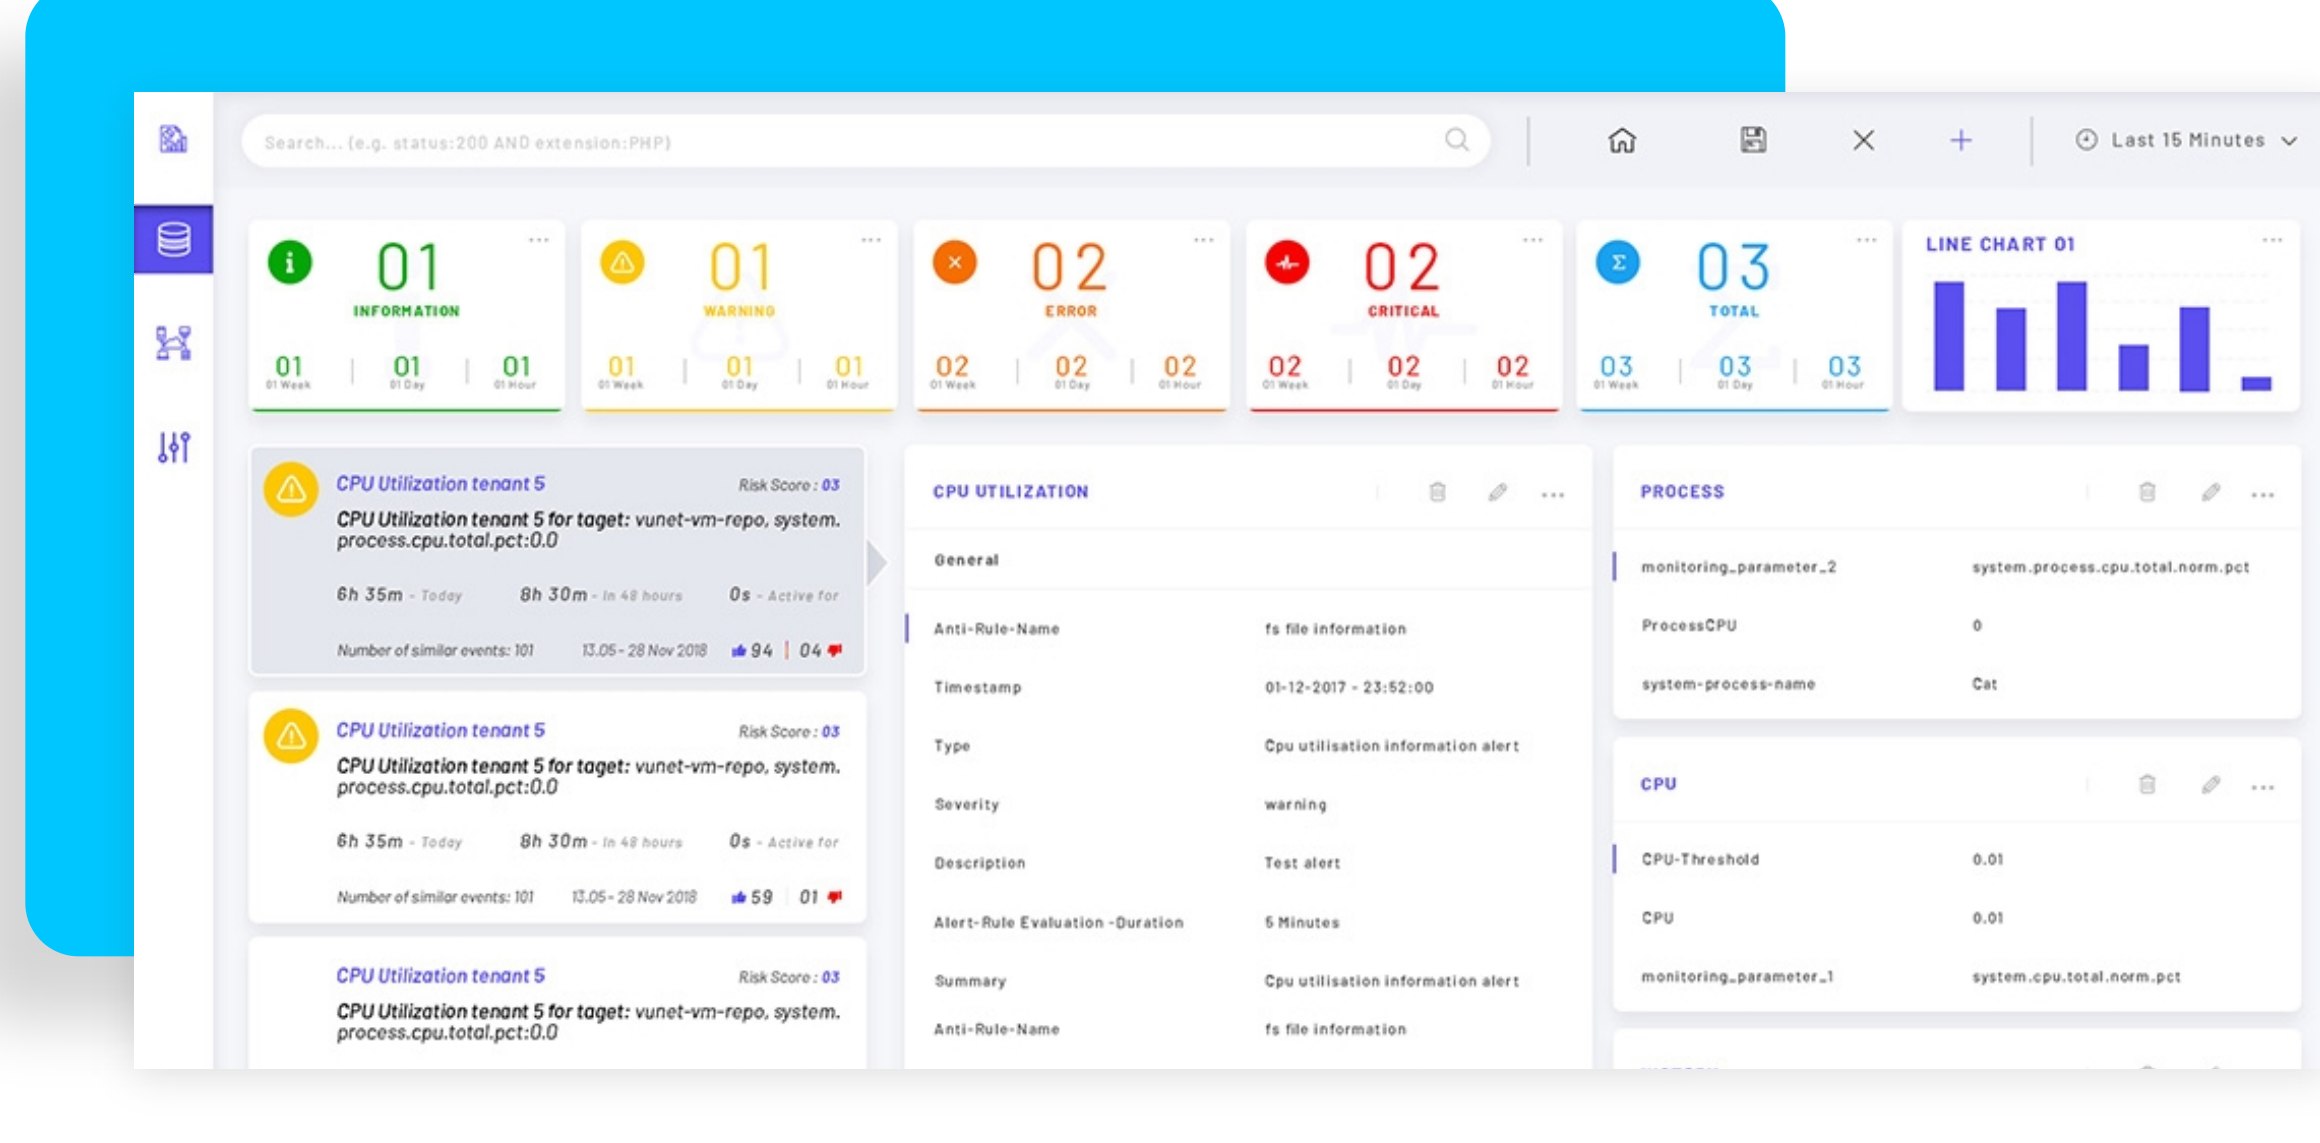 Search... (e.g. status:200 AND extension:PHP)
Last 15 Minutes
01
INFORMATION
01 01 01
01 Week 01 Day 01 Hour
01
WARNING
01 01 01
01 Week 01 Day 01 Hour
02
ERROR
02 02 02
01 Week 01 Day 01 Hour
02
CRITICAL
02 02 02
01 Week 01 Day 01 Hour
03
TOTAL
03 03 03
01 Week 01 Day 01 Hour
LINE CHART 01
CPU Utilization tenant 5 Risk Score : 03
CPU Utilization tenant 5 for taget: vunet-vm-repo, system.
process.cpu.total.pct:0.0
6h 35m - Today 8h 30m - In 48 hours 0s - Active for
Number of similar events: 101 13.05 - 28 Nov 2018 94 | 04
CPU Utilization tenant 5 Risk Score : 03
CPU Utilization tenant 5 for taget: vunet-vm-repo, system.
process.cpu.total.pct:0.0
6h 35m - Today 8h 30m - In 48 hours 0s - Active for
Number of similar events: 101 13.05 - 28 Nov 2018 59 01
CPU Utilization tenant 5 Risk Score : 03
CPU Utilization tenant 5 for taget: vunet-vm-repo, system.
process.cpu.total.pct:0.0
CPU UTILIZATION
General
Anti-Rule-Name fs file information
Timestamp 01-12-2017 - 23:52:00
Type Cpu utilisation information alert
Severity warning
Description Test alert
Alert-Rule Evaluation -Duration 5 Minutes
Summary Cpu utilisation information alert
Anti-Rule-Name fs file information
PROCESS
monitoring_parameter_2 system.process.cpu.total.norm.pct
ProcessCPU 0
system-process-name Cat
CPU
CPU-Threshold 0.01
CPU 0.01
monitoring_parameter_1 system.cpu.total.norm.pct